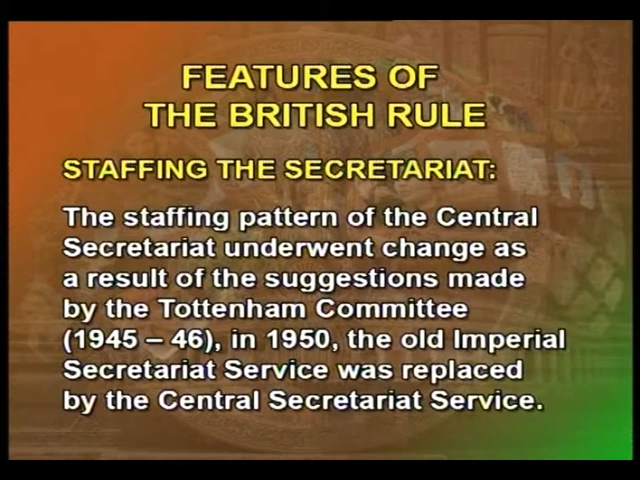 FEATURES OF
THE BRITISH RULE
STAFFING THE SECRETARIAT:
The staffing pattern of the Central
Secretariat underwent change as
a result of the suggestions made
by the Tottenham Committee
(1945 – 46), in 1950, the old Imperial
Secretariat Service was replaced
by the Central Secretariat Service.